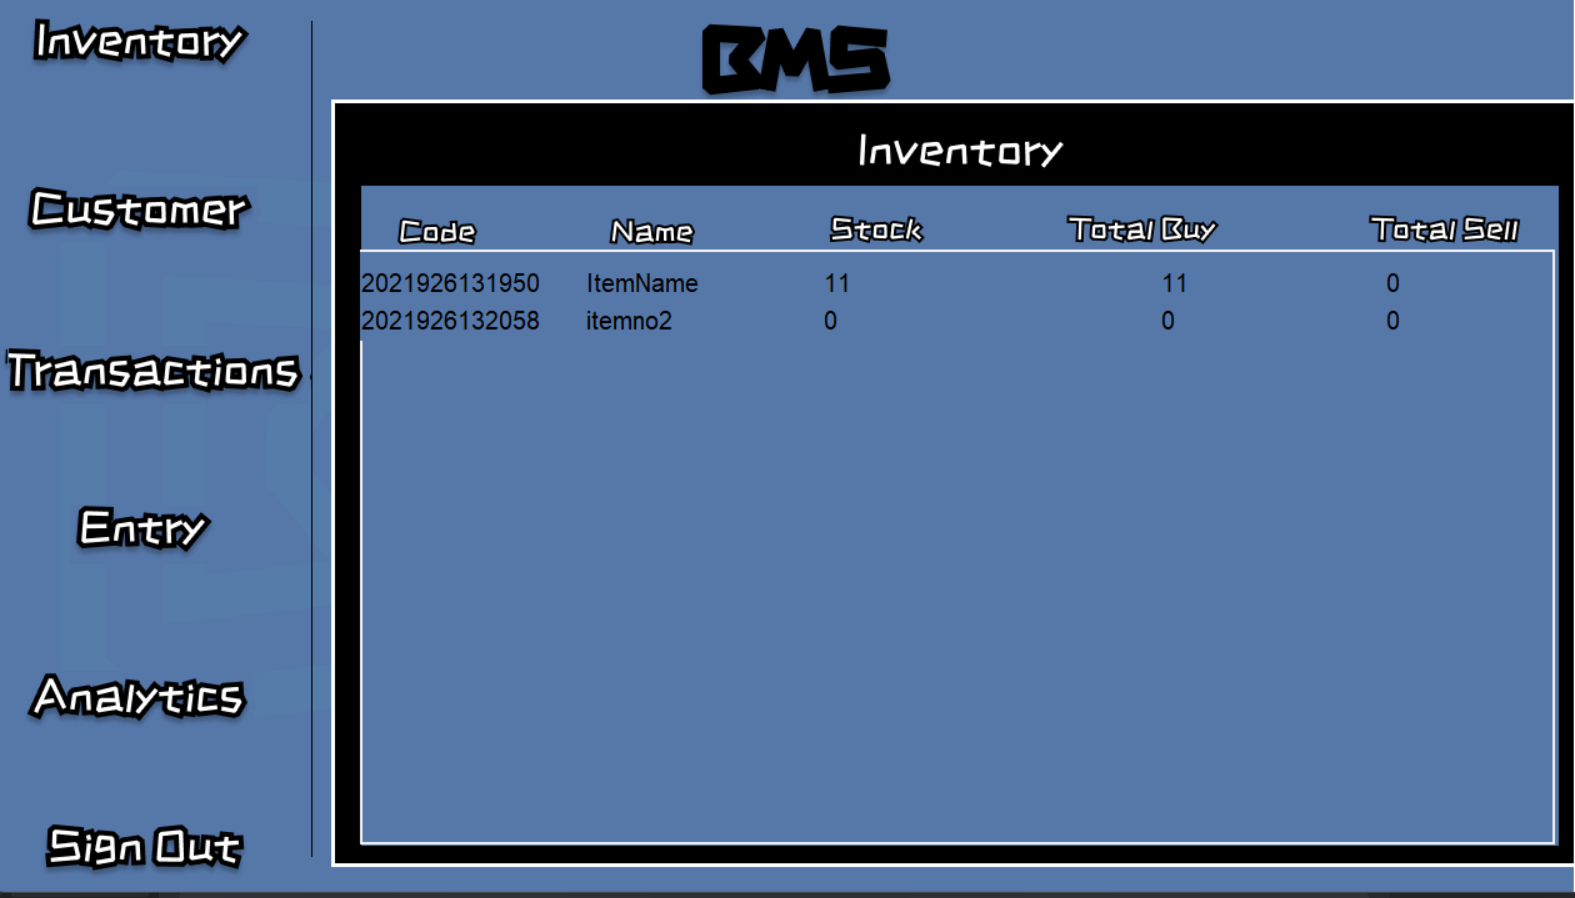 BMS
Inventory
Customer
Transactions
Entry
Analytics
Sign Out
Inventory
Code Name Stock Total Buy Total Sell
2021926131950 ItemName 11 11 0
2021926132058 itemno2 0 0 0